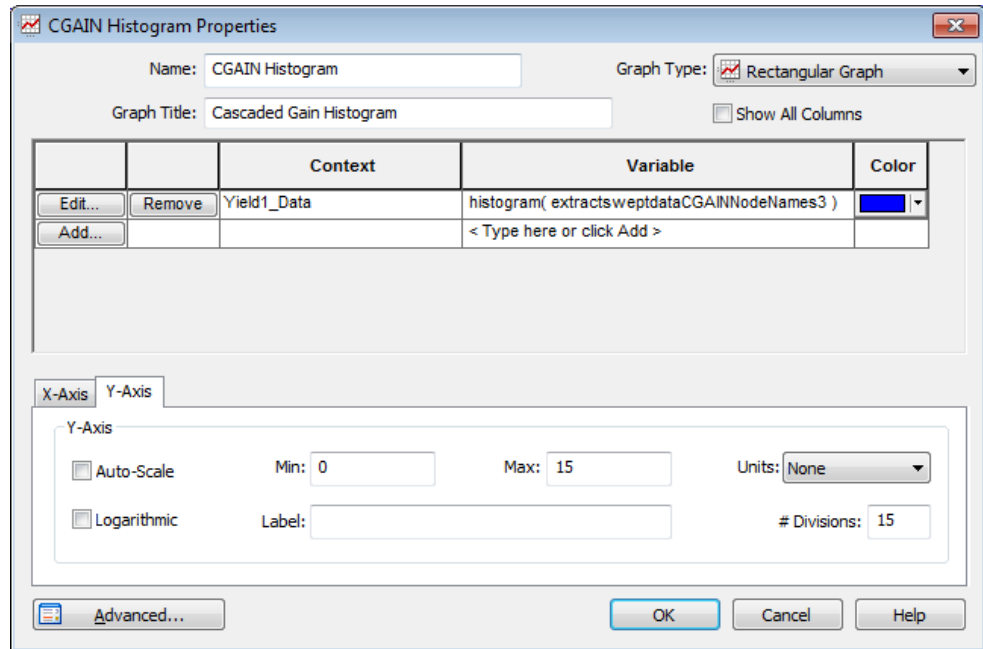 CGAIN Histogram Properties
Name: CGAIN Histogram Graph Type: Rectangular Graph
Graph Title: Cascaded Gain Histogram Show All Columns
Context Variable Color
Edit... Remove Yield1_Data histogram( extractsweptdataCGAINNodeNames3 )
Add... < Type here or click Add >
X-Axis Y-Axis
Y-Axis
Auto-Scale Min: 0 Max: 15 Units: None
Logarithmic Label: # Divisions: 15
Advanced... OK Cancel Help